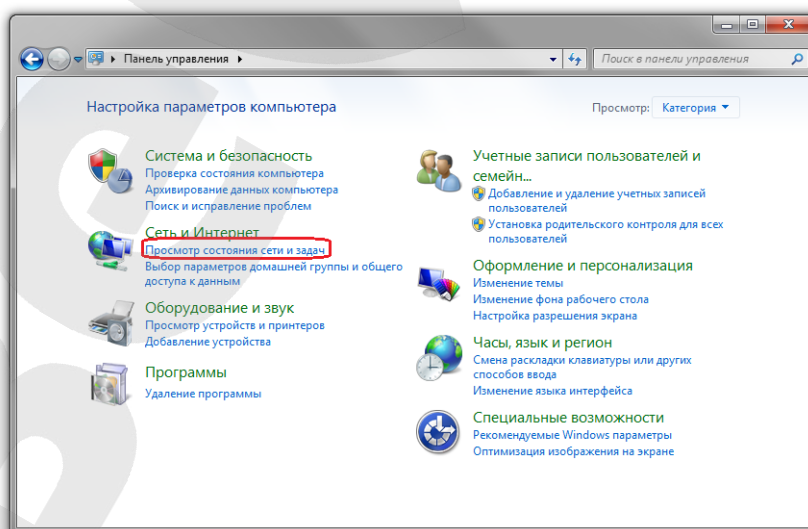 Панель управления
Поиск в панели управления
Настройка параметров компьютера
Просмотр: Категория
Система и безопасность
Проверка состояния компьютера
Архивирование данных компьютера
Поиск и исправление проблем
Сеть и Интернет
Просмотр состояния сети и задач
Выбор параметров домашней группы и общего
доступа к данным
Оборудование и звук
Просмотр устройств и принтеров
Добавление устройства
Программы
Удаление программы
Учетные записи пользователей и
семейн...
Добавление и удаление учетных записей
пользователей
Установка родительского контроля для всех
пользователей
Оформление и персонализация
Изменение темы
Изменение фона рабочего стола
Настройка разрешения экрана
Часы, язык и регион
Смена раскладки клавиатуры или других
способов ввода
Изменение языка интерфейса
Специальные возможности
Рекомендуемые Windows параметры
Оптимизация изображения на экране